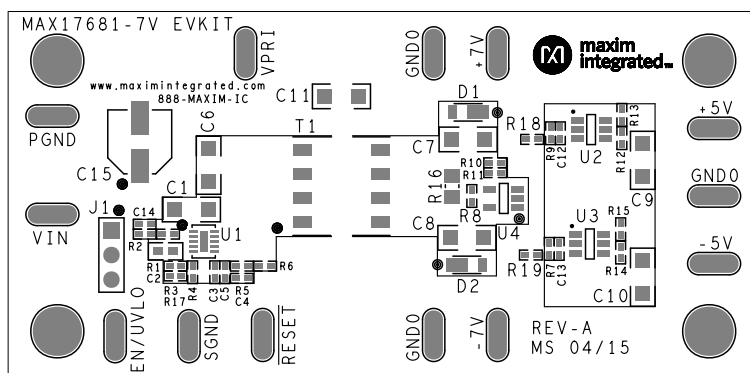 MAX17681-7V EVKIT
VPRI
GND0
+7V
maxim
integrated™
www.maximintegrated.com
888-MAXIM-IC
C11
D1
PGND
C6
T1
C7
R18
R9
C12
U2
R13
R12
+5V
C15
R10
R11
R16
R8
U4
C9
GND0
C1
J1
C14
R2
U1
VIN
C8
U3
R15
R14
-5V
R1
C2
R3
R17
R4
C3
C5
R5
C4
R6
D2
R19
R7
C13
C10
EN/UVLO
SGND
RESET
GND0
-7V
REV-A
MS 04/15